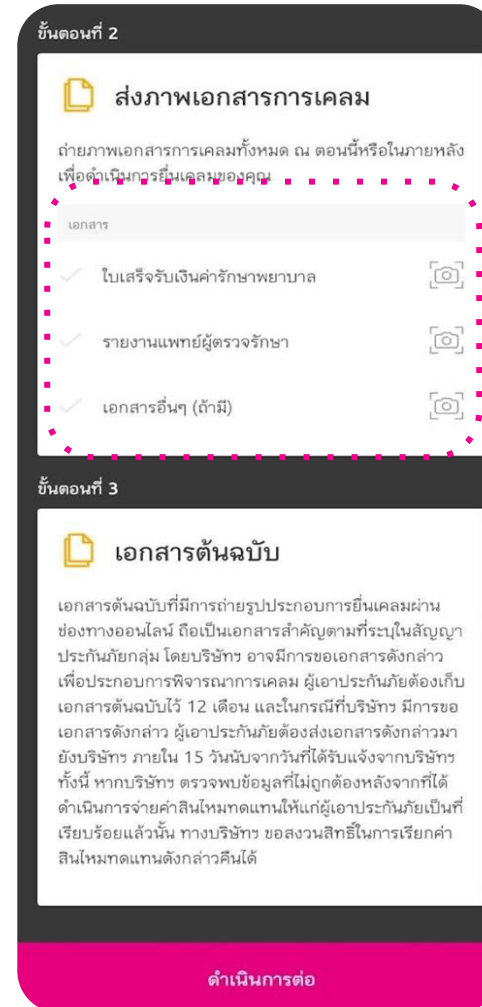 ขั้นตอนที่ 2
ส่งภาพเอกสารการเคลม
ถ่ายภาพเอกสารการเคลมทั้งหมด ณ ตอนนี้หรือในภายหลัง
เพื่อดำเนินการยื่นเคลมของคุณ
เอกสาร
ใบเสร็จรับเงินค่ารักษาพยาบาล
รายงานแพทย์ผู้ตรวจรักษา
เอกสารอื่นๆ (ถ้ามี)
ขั้นตอนที่ 3
เอกสารต้นฉบับ
เอกสารต้นฉบับที่มีการถ่ายรูปประกอบการยื่นเคลมผ่าน
ช่องทางออนไลน์ ถือเป็นเอกสารสำคัญตามที่ระบุในสัญญา
ประกันภัยกลุ่ม โดยบริษัทฯ อาจมีการขอเอกสารดังกล่าว
เพื่อประกอบการพิจารณาการเคลม ผู้เอาประกันภัยต้องเก็บ
เอกสารต้นฉบับไว้ 12 เดือน และในกรณีที่บริษัทฯ มีการขอ
เอกสารดังกล่าว ผู้เอาประกันภัยต้องส่งเอกสารดังกล่าวมา
ยังบริษัทฯ ภายใน 15 วันนับจากวันที่ได้รับแจ้งจากบริษัทฯ
ทั้งนี้ หากบริษัทฯ ตรวจพบข้อมูลที่ไม่ถูกต้องหลังจากที่ได้
ดำเนินการจ่ายค่าสินไหมทดแทนให้แก่ผู้เอาประกันภัยเป็นที่
เรียบร้อยแล้วนั้น ทางบริษัทฯ ขอสงวนสิทธิ์ในการเรียกค่า
สินไหมทดแทนดังกล่าวคืนได้
ดำเนินการต่อ